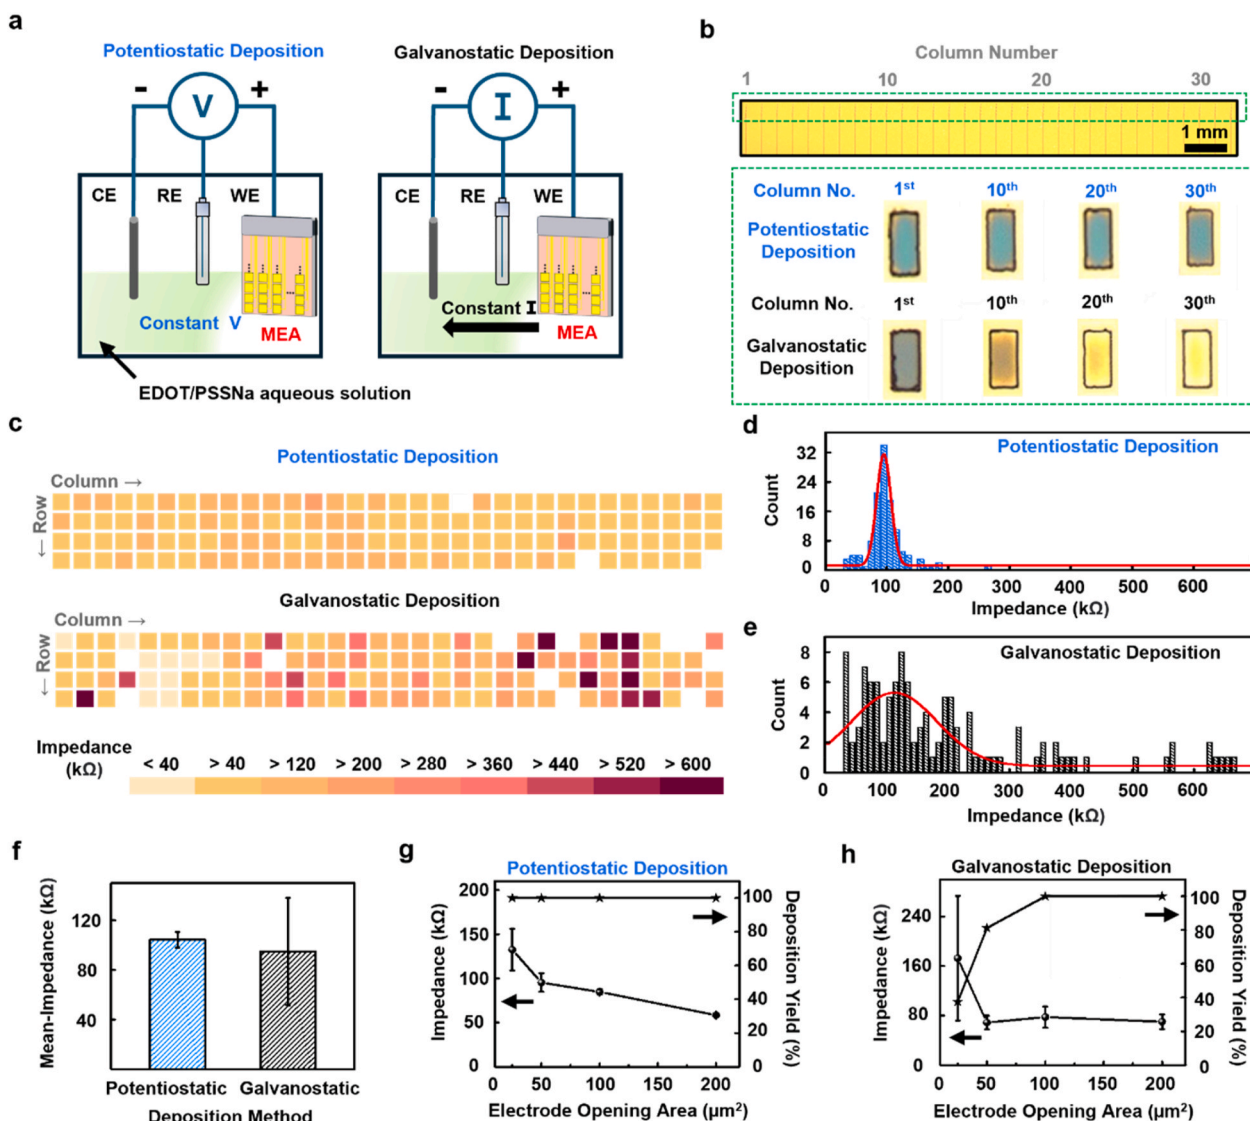 a
Potentiostatic Deposition
- V +
CE RE WE
Constant V
MEA
EDOT/PSSNa aqueous solution
Galvanostatic Deposition
- I +
CE RE WE
Constant I
MEA
b
Column Number
1 10 20 30
1 mm
Column No. 1st 10th 20th 30th
Potentiostatic
Deposition
Column No. 1st 10th 20th 30th
Galvanostatic
Deposition
c
Potentiostatic Deposition
Column →
← Row
Galvanostatic Deposition
Column →
← Row
Impedance
(kΩ)
< 40 > 40 > 120 > 200 > 280 > 360 > 440 > 520 > 600
d
Potentiostatic Deposition
Count
32
24
16
8
0
0 100 200 300 400 500 600
Impedance (kΩ)
e
Galvanostatic Deposition
Count
8
6
4
2
0
0 100 200 300 400 500 600
Impedance (kΩ)
f
Mean-Impedance (kΩ)
120
80
40
Potentiostatic Galvanostatic
Deposition Method
g
Potentiostatic Deposition
Impedance (kΩ)
200
150
100
50
0
100
80
60
40
20
0
Deposition Yield (%)
0 50 100 150 200
Electrode Opening Area (µm²)
h
Galvanostatic Deposition
Impedance (kΩ)
240
160
80
0
100
80
60
40
20
0
Deposition Yield (%)
0 50 100 150 200
Electrode Opening Area (µm²)